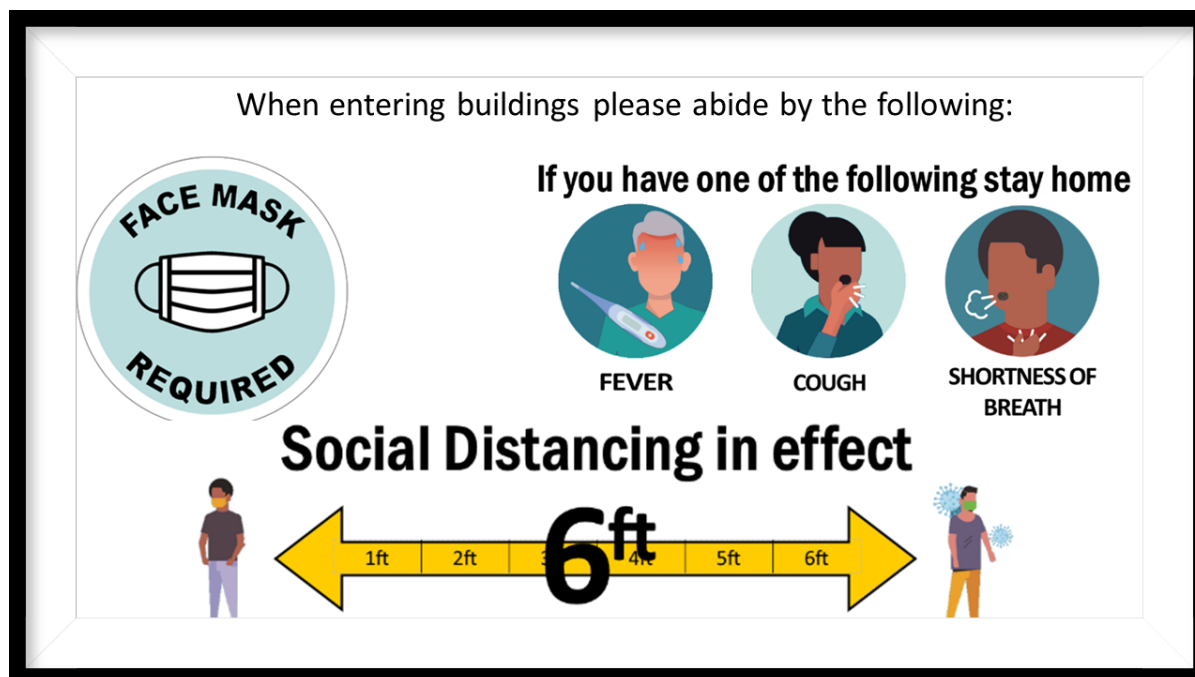 When entering buildings please abide by the following:
FACE MASK
REQUIRED
If you have one of the following stay home
FEVER
COUGH
SHORTNESS OF
BREATH
Social Distancing in effect
6ft
1ft 2ft 4ft 5ft 6ft